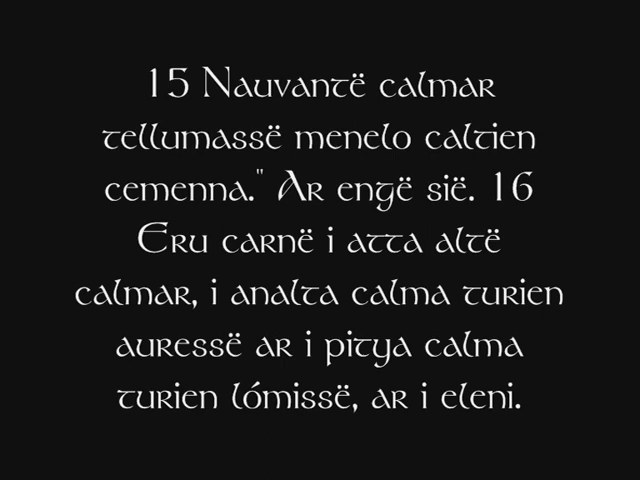 15 Nauvantë calmar
tellumassë menelo caltien
cemenna." Ar engë sië. 16
Eru carnë i atta altë
calmar, i analta calma turien
auressë ar i pitya calma
turien lómissë, ar i eleni.